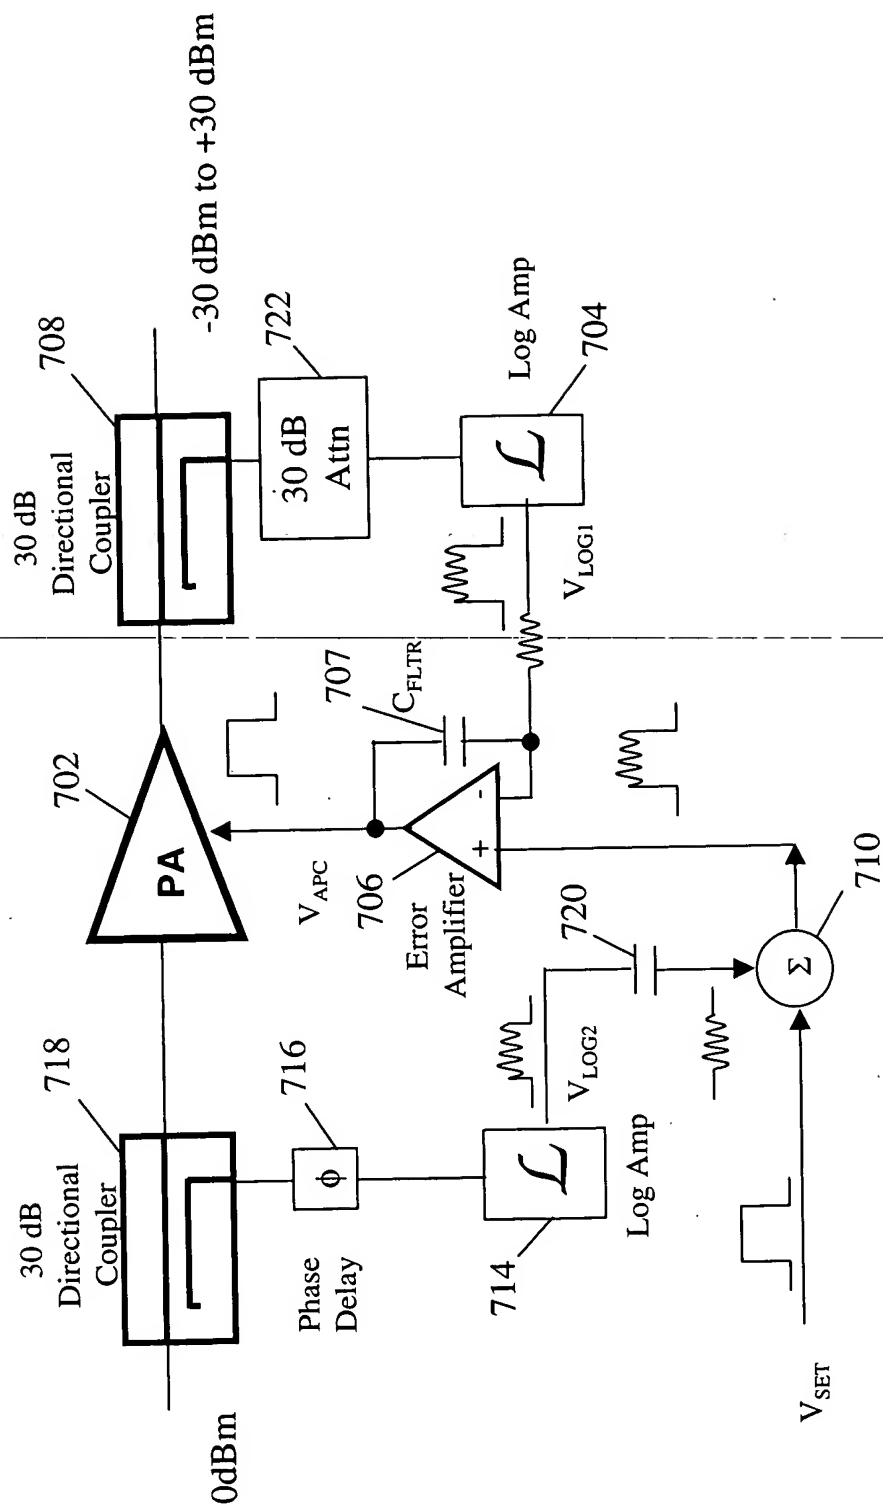 0dBm
30 dB
Directional
Coupler
718
PA
702
30 dB
Directional
Coupler
708
-30 dBm to +30 dBm
Phase
Delay
ϕ
716
V_APC
706
Error
Amplifier
+
-
707
C_FLTR
30 dB
Attn
722
714
ℒ
Log Amp
V_LOG2
720
V_LOG1
ℒ
Log Amp
704
V_SET
Σ
710